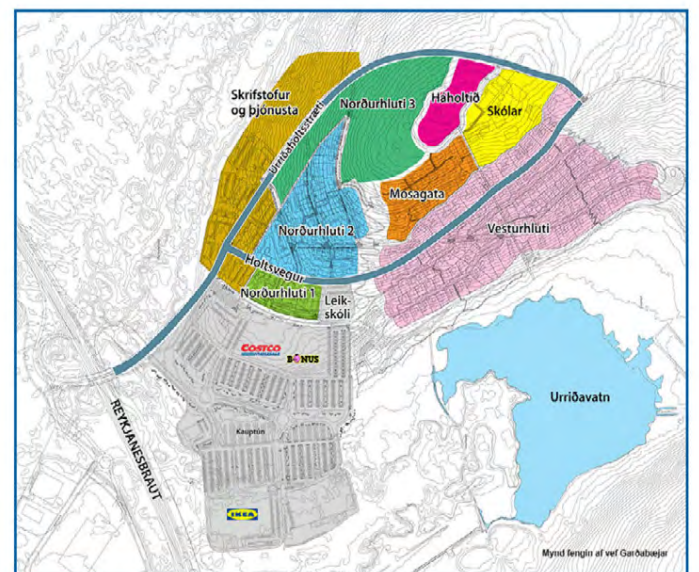 Skrifstofur
og þjónusta
Urriðaholtsstræti
Norðurhluti 3
Háholtið
Skólar
Mosagata
Norðurhluti 2
Vesturhluti
Holtsvegur
Norðurhluti 1
Leik-
skóli
COSTCO
BÓNUS
Urriðavatn
REYKJANESBRAUT
Kauptún
IKEA
Mynd fengin af vef Garðabæjar